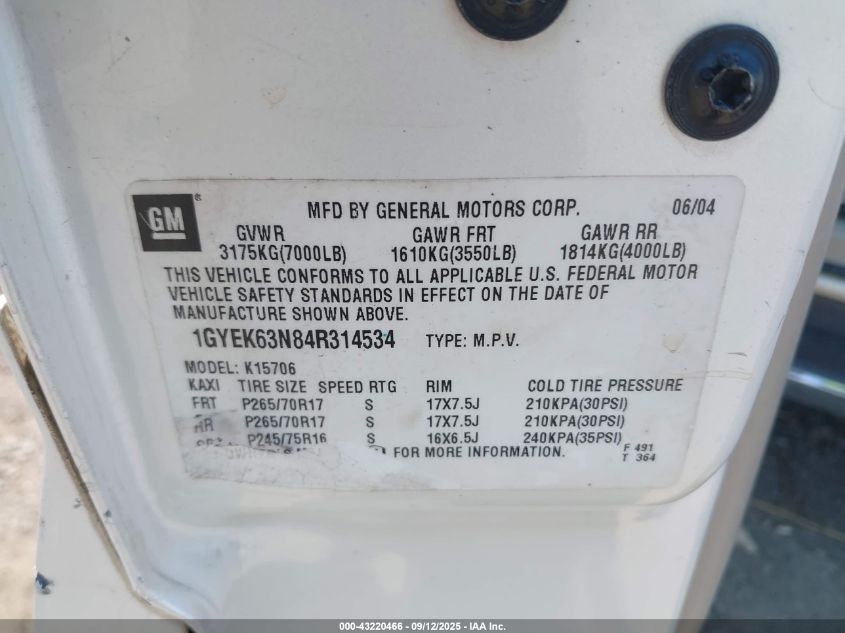 GM ®
MFD BY GENERAL MOTORS CORP. 06/04
GVWR GAWR FRT GAWR RR
3175KG(7000LB) 1610KG(3550LB) 1814KG(4000LB)
THIS VEHICLE CONFORMS TO ALL APPLICABLE U.S. FEDERAL MOTOR
VEHICLE SAFETY STANDARDS IN EFFECT ON THE DATE OF
MANUFACTURE SHOWN ABOVE.
1GYEK63N84R314534 TYPE: M.P.V.
MODEL: K15706
KAXI TIRE SIZE SPEED RTG RIM COLD TIRE PRESSURE
FRT P265/70R17 S 17X7.5J 210KPA(30PSI)
RR P265/70R17 S 17X7.5J 210KPA(30PSI)
P245/75R16 S 16X6.5J 240KPA(35PSI)
FOR MORE INFORMATION. F 491
T 364
000-43220466 - 09/12/2025 - IAA Inc.